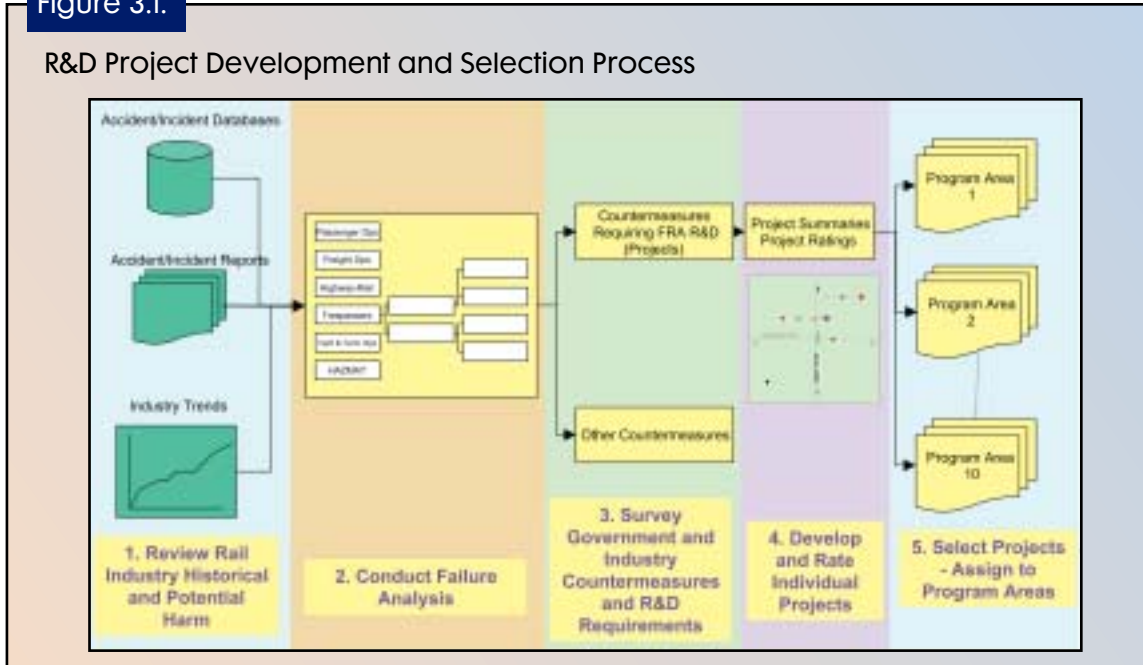 Figure 3.1.
R&D Project Development and Selection Process
Accident/Incident Databases
Accident/Incident Reports
Industry Trends
1. Review Rail
Industry Historical
and Potential
Harm
Passenger Ops
Freight Ops
Highway-Rail
Trespassers
HAZMAT
2. Conduct Failure
Analysis
Countermeasures
Requiring FRA R&D
(Projects)
Other Countermeasures
3. Survey
Government and
Industry
Countermeasures
and R&D
Requirements
Project Summaries
Project Ratings
4. Develop
and Rate
Individual
Projects
Program Area
1
Program Area
2
Program Area
10
5. Select Projects
- Assign to
Program Areas